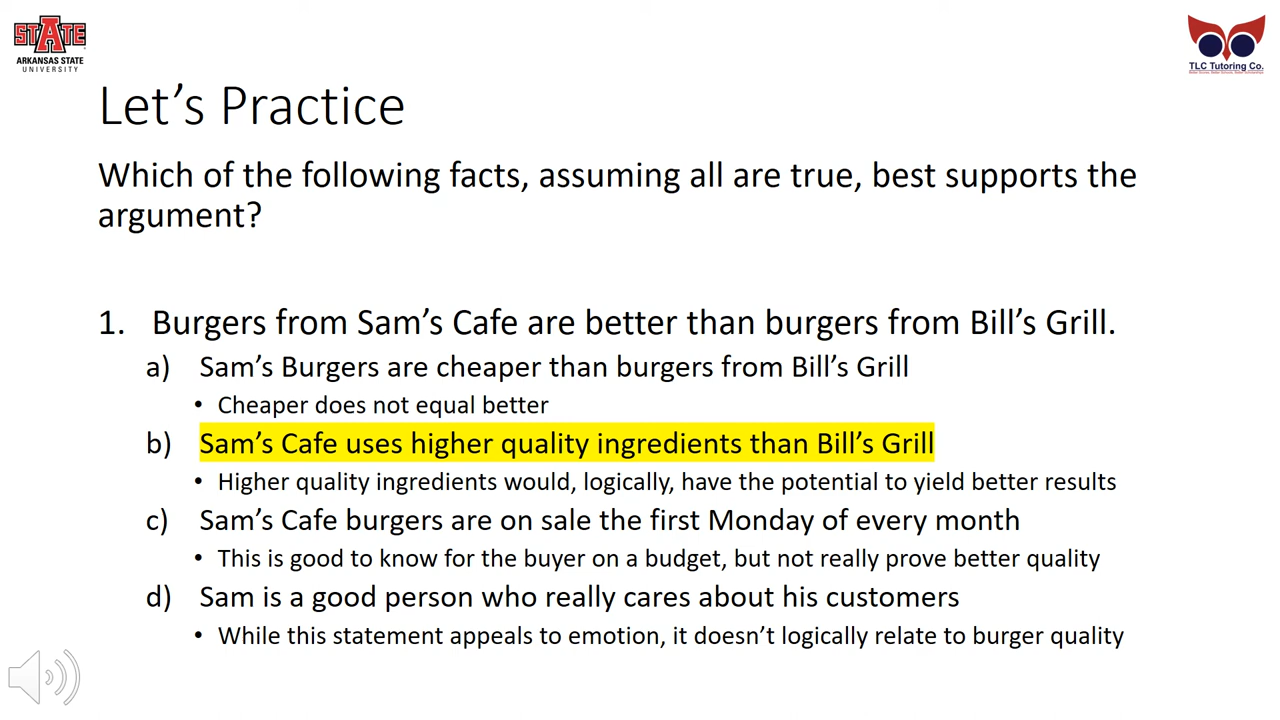 STATE
ARKANSAS STATE
UNIVERSITY
TLC Tutoring Co.
Let's Practice
Which of the following facts, assuming all are true, best supports the
argument?
1. Burgers from Sam's Cafe are better than burgers from Bill's Grill.
a) Sam's Burgers are cheaper than burgers from Bill's Grill
• Cheaper does not equal better
b) Sam's Cafe uses higher quality ingredients than Bill's Grill
• Higher quality ingredients would, logically, have the potential to yield better results
c) Sam's Cafe burgers are on sale the first Monday of every month
• This is good to know for the buyer on a budget, but not really prove better quality
d) Sam is a good person who really cares about his customers
• While this statement appeals to emotion, it doesn't logically relate to burger quality